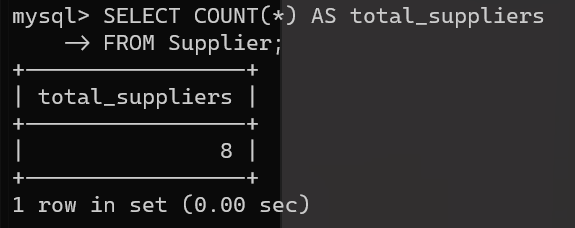 mysql> SELECT COUNT(*) AS total_suppliers
    -> FROM Supplier;
+-----------------+
| total_suppliers |
+-----------------+
|               8 |
+-----------------+
1 row in set (0.00 sec)